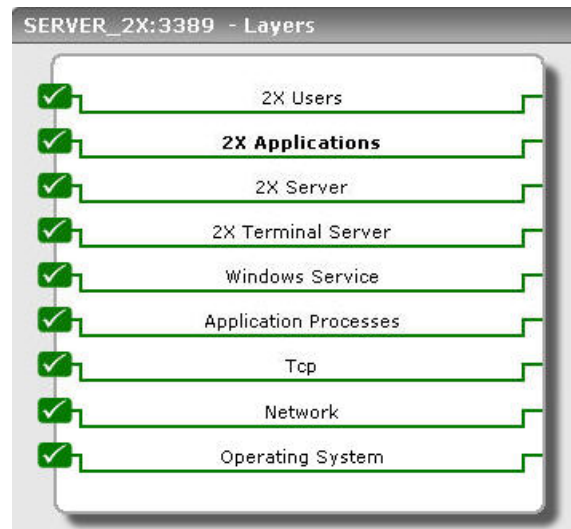 SERVER_2X:3389 - Layers
2X Users
2X Applications
2X Server
2X Terminal Server
Windows Service
Application Processes
Tcp
Network
Operating System